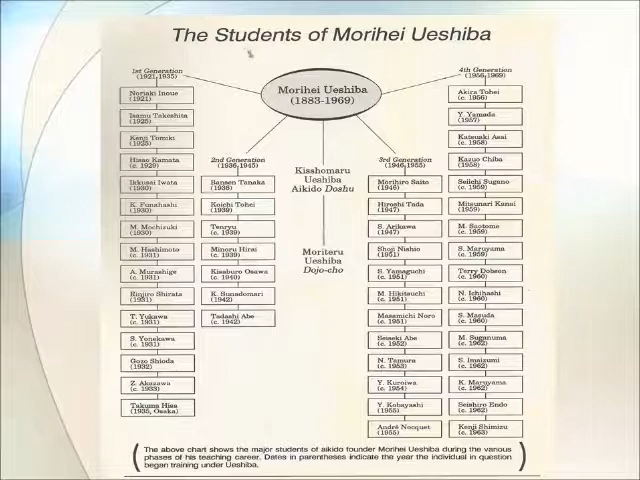 The Students of Morihei Ueshiba
1st Generation
(1921-1935)
Noriaki Inoue
(1921)
Isamu Takeshita
(1925)
Kenji Tomiki
(1925)
Hisao Kamata
(c. 1929)
Ikkusai Iwata
(1930)
K. Funahashi
(1930)
M. Mochizuki
(1930)
M. Hashimoto
(c. 1931)
A. Murashige
(c. 1931)
Rinjiro Shirata
(1931)
T. Yukawa
(c. 1931)
S. Yonekawa
(c. 1931)
Gozo Shioda
(1932)
Z. Akazawa
(c. 1933)
Takuma Hisa
(1935, Osaka)
2nd Generation
(1936-1945)
Bansen Tanaka
(1936)
Koichi Tohei
(1939)
Tenryu
(c. 1939)
Minoru Hirai
(c. 1939)
Kisaburo Osawa
(c. 1940)
K. Sunadomari
(1942)
Tadashi Abe
(c. 1942)
Morihei Ueshiba
(1883-1969)
Kisshomaru
Ueshiba
Aikido Doshu
Moriteru
Ueshiba
Dojo-cho
3rd Generation
(1946-1955)
Morihiro Saito
(1946)
Hiroshi Tada
(1947)
S. Arikawa
(1947)
Shoji Nishio
(1951)
S. Yamaguchi
(c. 1951)
M. Hikitsuchi
(c. 1951)
Masamichi Noro
(c. 1951)
Seiseki Abe
(c. 1952)
N. Tamura
(c. 1953)
Y. Kuroiwa
(c. 1954)
Y. Kobayashi
(1955)
André Nocquet
(1955)
4th Generation
(1956-1969)
Akira Tohei
(c. 1956)
Y. Yamada
(1957)
Katsuaki Asai
(c. 1958)
Kazuo Chiba
(1958)
Seiichi Sugano
(c. 1959)
Mitsunari Kanai
(1959)
M. Saotome
(c. 1959)
S. Maruyama
(c. 1959)
Terry Dobson
(c. 1960)
N. Ichihashi
(c. 1960)
S. Masuda
(c. 1960)
M. Suganuma
(c. 1962)
S. Imaizumi
(c. 1962)
K. Maruyama
(c. 1962)
Seishiro Endo
(c. 1962)
Kenji Shimizu
(c. 1963)
The above chart shows the major students of aikido founder Morihei Ueshiba during the various
phases of his teaching career. Dates in parentheses indicate the year the individual in question
began training under Ueshiba.